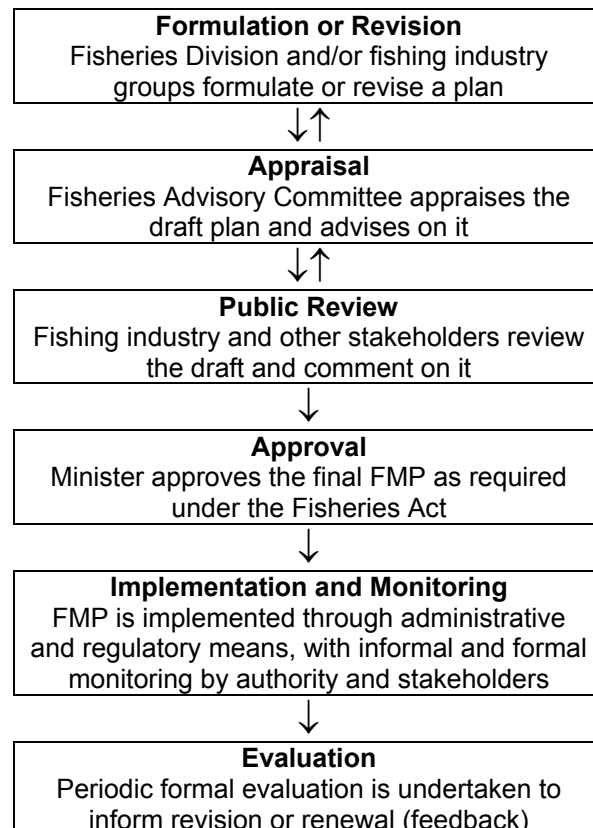 Formulation or Revision
Fisheries Division and/or fishing industry
groups formulate or revise a plan
↓↑
Appraisal
Fisheries Advisory Committee appraises the
draft plan and advises on it
↓↑
Public Review
Fishing industry and other stakeholders review
the draft and comment on it
↓
Approval
Minister approves the final FMP as required
under the Fisheries Act
↓
Implementation and Monitoring
FMP is implemented through administrative
and regulatory means, with informal and formal
monitoring by authority and stakeholders
↓
Evaluation
Periodic formal evaluation is undertaken to
inform revision or renewal (feedback)